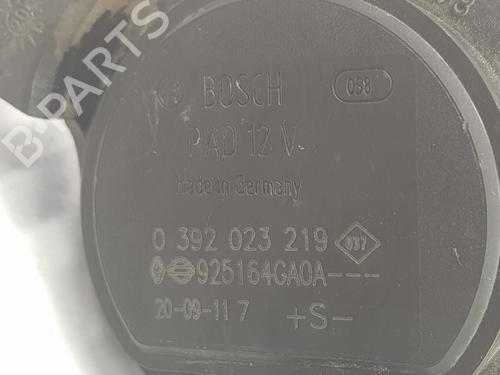 BOSCH 058
PAD 12 V
Made in Germany
0 392 023 219 037
925164GA0A---
20-09-11 7 +S-
B-PARTS